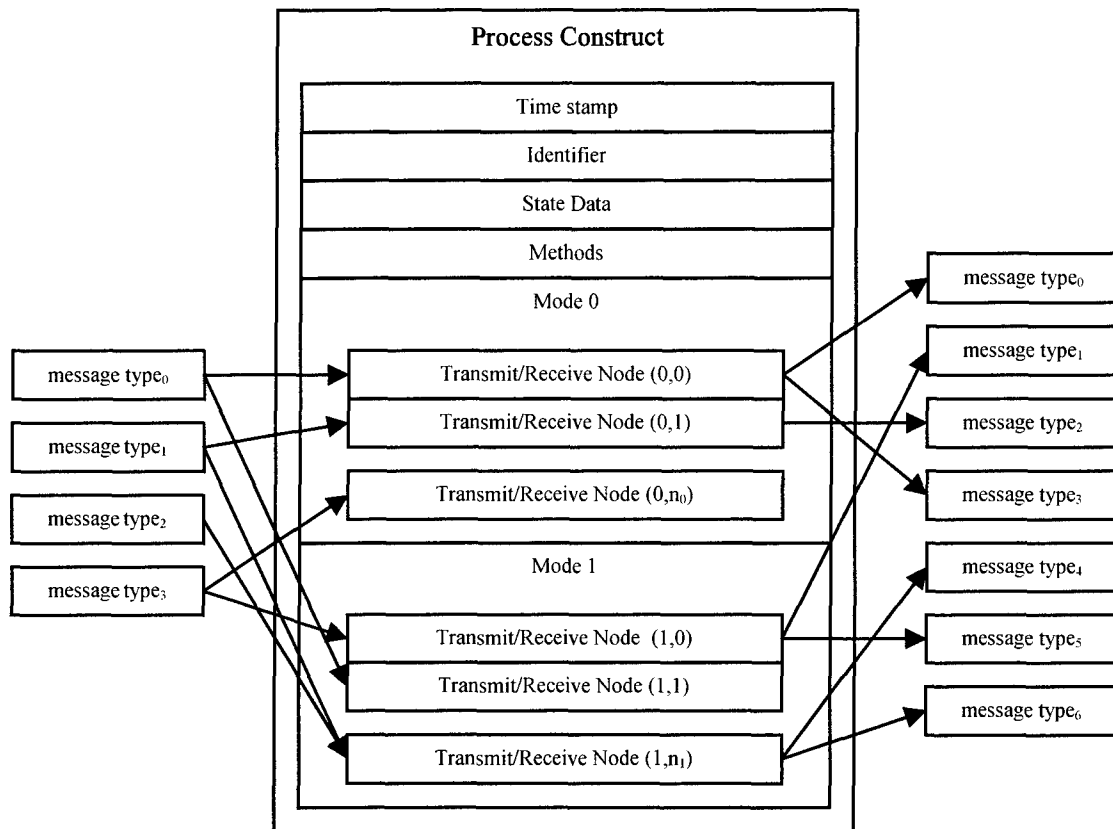 Process Construct
Time stamp
Identifier
State Data
Methods
Mode 0
Transmit/Receive Node (0,0)
Transmit/Receive Node (0,1)
Transmit/Receive Node (0,n₀)
Mode 1
Transmit/Receive Node (1,0)
Transmit/Receive Node (1,1)
Transmit/Receive Node (1,n₁)
message type₀
message type₁
message type₂
message type₃
message type₀
message type₁
message type₂
message type₃
message type₄
message type₅
message type₆